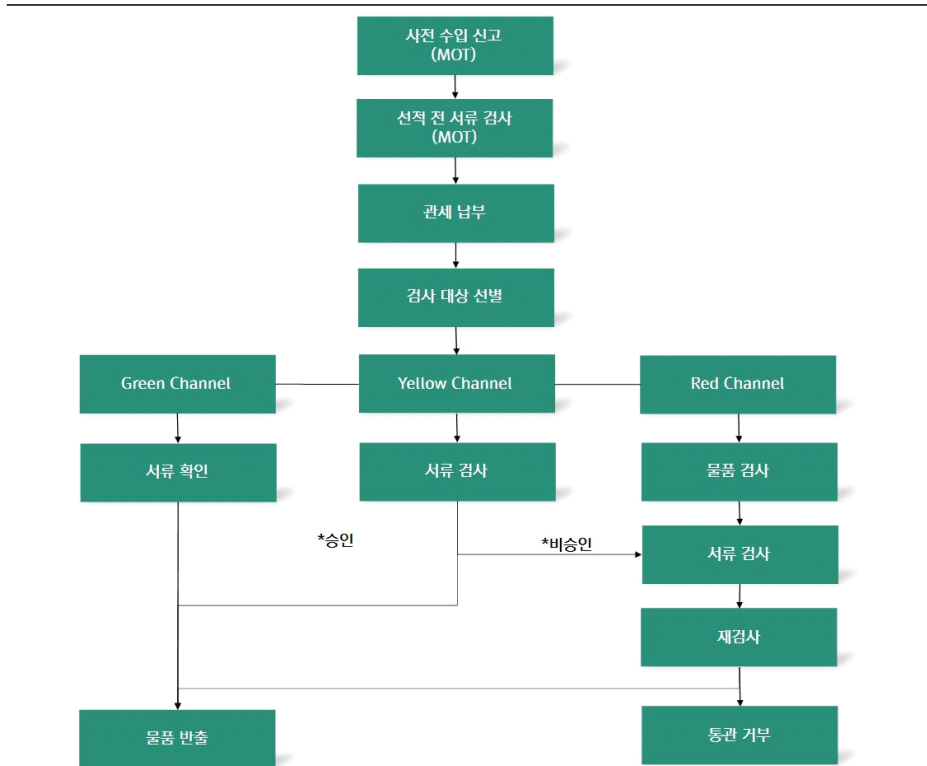 사전 수입 신고
(MOT)
선적 전 서류 검사
(MOT)
관세 납부
검사 대상 선별
Green Channel
Yellow Channel
Red Channel
서류 확인
서류 검사
물품 검사
*승인
*비승인
서류 검사
재검사
물품 반출
통관 거부